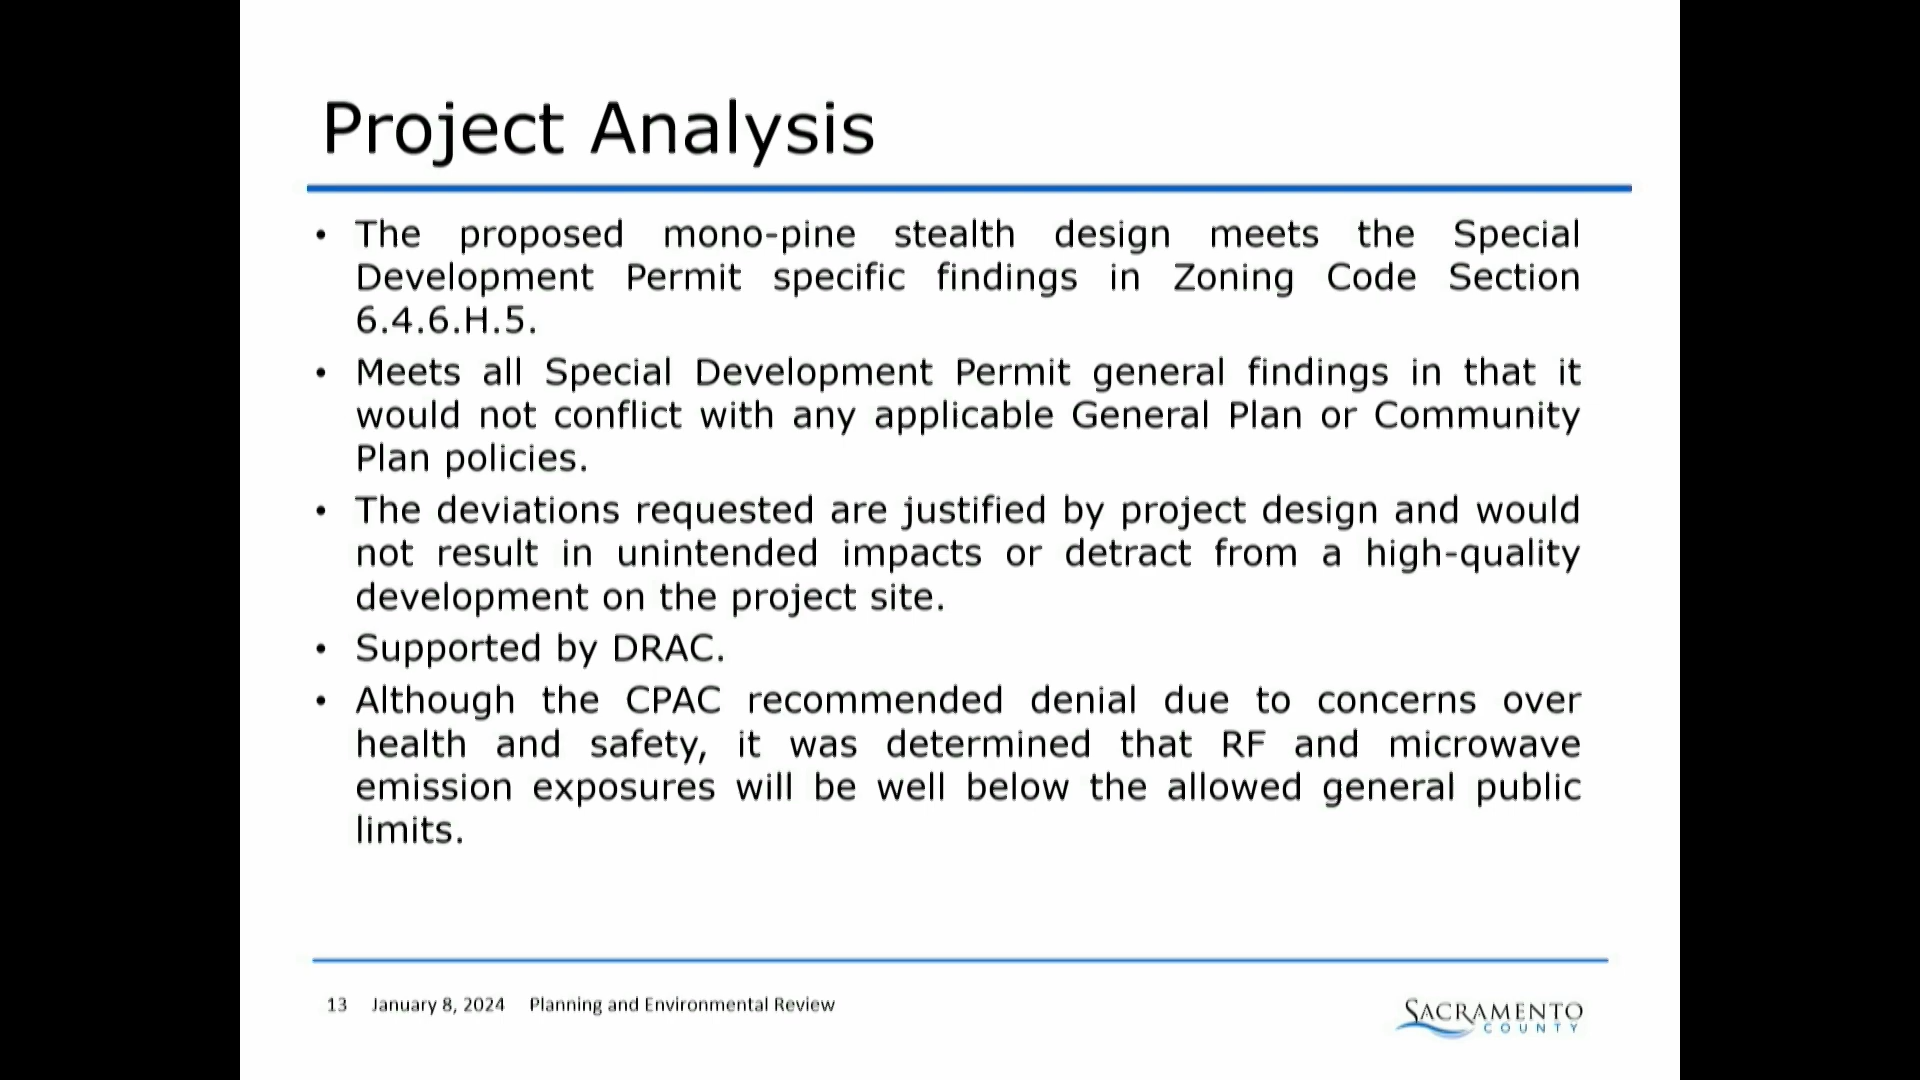 Project Analysis
• The proposed mono-pine stealth design meets the Special
Development Permit specific findings in Zoning Code Section
6.4.6.H.5.
• Meets all Special Development Permit general findings in that it
would not conflict with any applicable General Plan or Community
Plan policies.
• The deviations requested are justified by project design and would
not result in unintended impacts or detract from a high-quality
development on the project site.
• Supported by DRAC.
• Although the CPAC recommended denial due to concerns over
health and safety, it was determined that RF and microwave
emission exposures will be well below the allowed general public
limits.
13 January 8, 2024 Planning and Environmental Review
SACRAMENTO
COUNTY